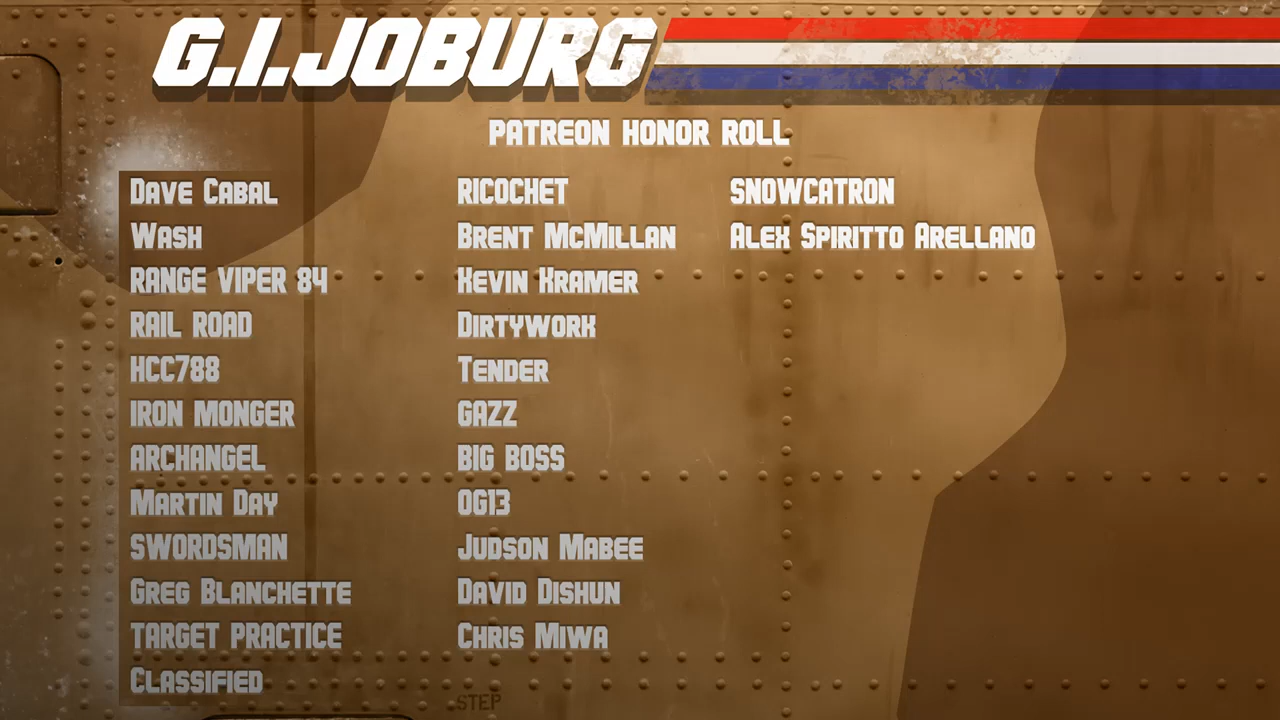 G.I.JOBURG
PATREON HONOR ROLL
Dave Cabal
Wash
RANGE VIPER 84
RAIL ROAD
HCC788
IRON MONGER
ARCHANGEL
Martin Day
SWORDSMAN
Greg Blanchette
TARGET PRACTICE
Classified
RICOCHET
Brent McMillan
Kevin Kramer
Dirtywork
Tender
GAZZ
BIG BOSS
OG13
Judson Mabee
David Dishun
Chris Miwa
SNOWCATRON
Alex Spiritto Arellano
STEP